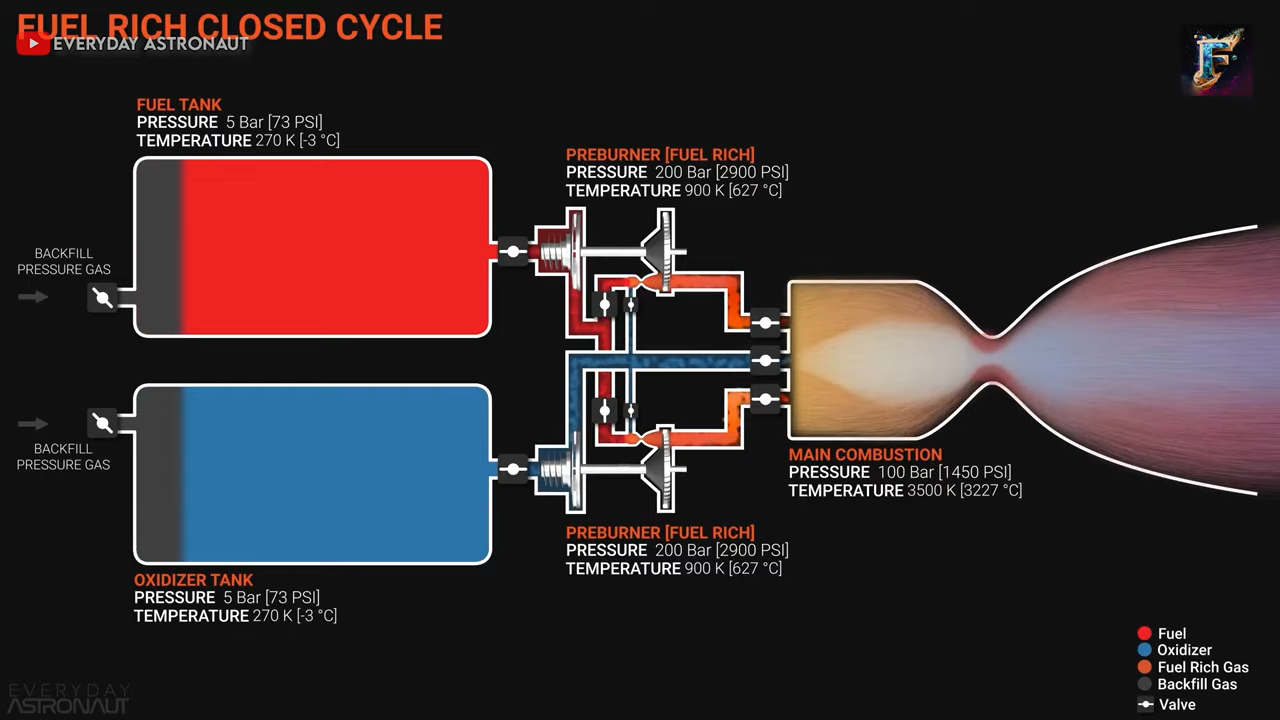 FUEL RICH CLOSED CYCLE
EVERYDAY ASTRONAUT
F
FUEL TANK
PRESSURE 5 Bar [73 PSI]
TEMPERATURE 270 K [-3 °C]
PREBURNER [FUEL RICH]
PRESSURE 200 Bar [2900 PSI]
TEMPERATURE 900 K [627 °C]
BACKFILL
PRESSURE GAS
BACKFILL
PRESSURE GAS
MAIN COMBUSTION
PRESSURE 100 Bar [1450 PSI]
TEMPERATURE 3500 K [3227 °C]
PREBURNER [FUEL RICH]
PRESSURE 200 Bar [2900 PSI]
TEMPERATURE 900 K [627 °C]
OXIDIZER TANK
PRESSURE 5 Bar [73 PSI]
TEMPERATURE 270 K [-3 °C]
Fuel
Oxidizer
Fuel Rich Gas
Backfill Gas
Valve
EVERYDAY
ASTRONAUT